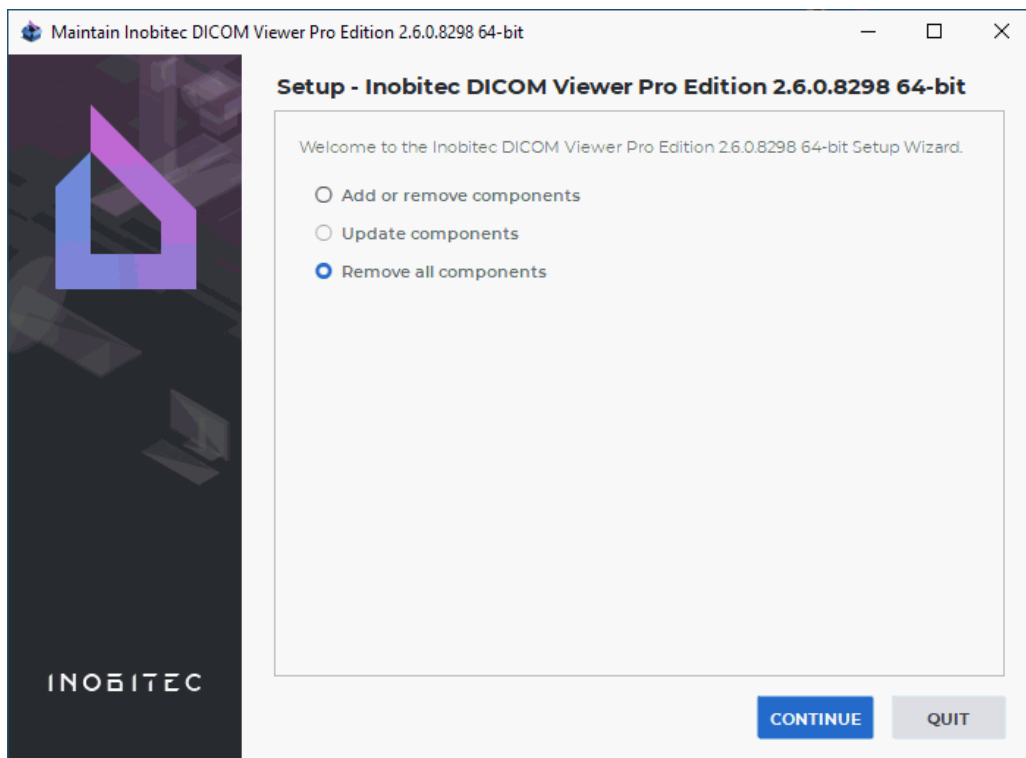 Maintain Inobitec DICOM Viewer Pro Edition 2.6.0.8298 64-bit
Setup - Inobitec DICOM Viewer Pro Edition 2.6.0.8298 64-bit
Welcome to the Inobitec DICOM Viewer Pro Edition 2.6.0.8298 64-bit Setup Wizard.
Add or remove components
Update components
Remove all components
INOBITEC
CONTINUE
QUIT